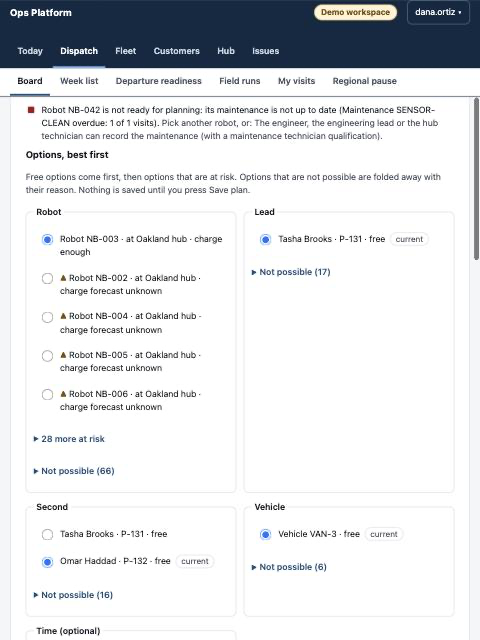 Ops Platform
Demo workspace
dana.ortiz ▾
Today
Dispatch
Fleet
Customers
Hub
Issues
Board
Week list
Departure readiness
Field runs
My visits
Regional pause
Robot NB-042 is not ready for planning: its maintenance is not up to date (Maintenance SENSOR-
CLEAN overdue: 1 of 1 visits). Pick another robot, or: The engineer, the engineering lead or the hub
technician can record the maintenance (with a maintenance technician qualification).
Options, best first
Free options come first, then options that are at risk. Options that are not possible are folded away with
their reason. Nothing is saved until you press Save plan.
Robot
Robot NB-003 · at Oakland hub · charge
enough
Robot NB-002 · at Oakland hub ·
charge forecast unknown
Robot NB-004 · at Oakland hub ·
charge forecast unknown
Robot NB-005 · at Oakland hub ·
charge forecast unknown
Robot NB-006 · at Oakland hub ·
charge forecast unknown
28 more at risk
Not possible (66)
Lead
Tasha Brooks · P-131 · free current
Not possible (17)
Second
Tasha Brooks · P-131 · free
Omar Haddad · P-132 · free current
Not possible (16)
Vehicle
Vehicle VAN-3 · free current
Not possible (6)
Time (optional)